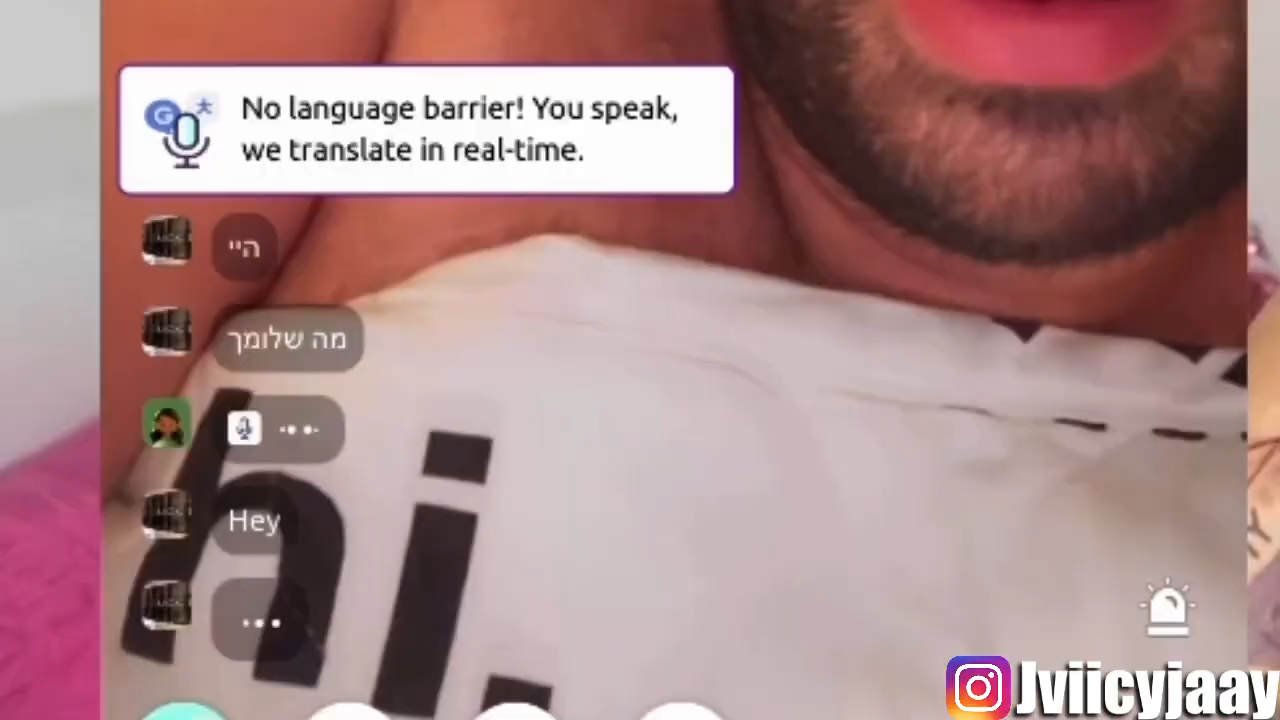 No language barrier! You speak,
we translate in real-time.
היי
מה שלומך
Hey
hi.
Jviicyjaay